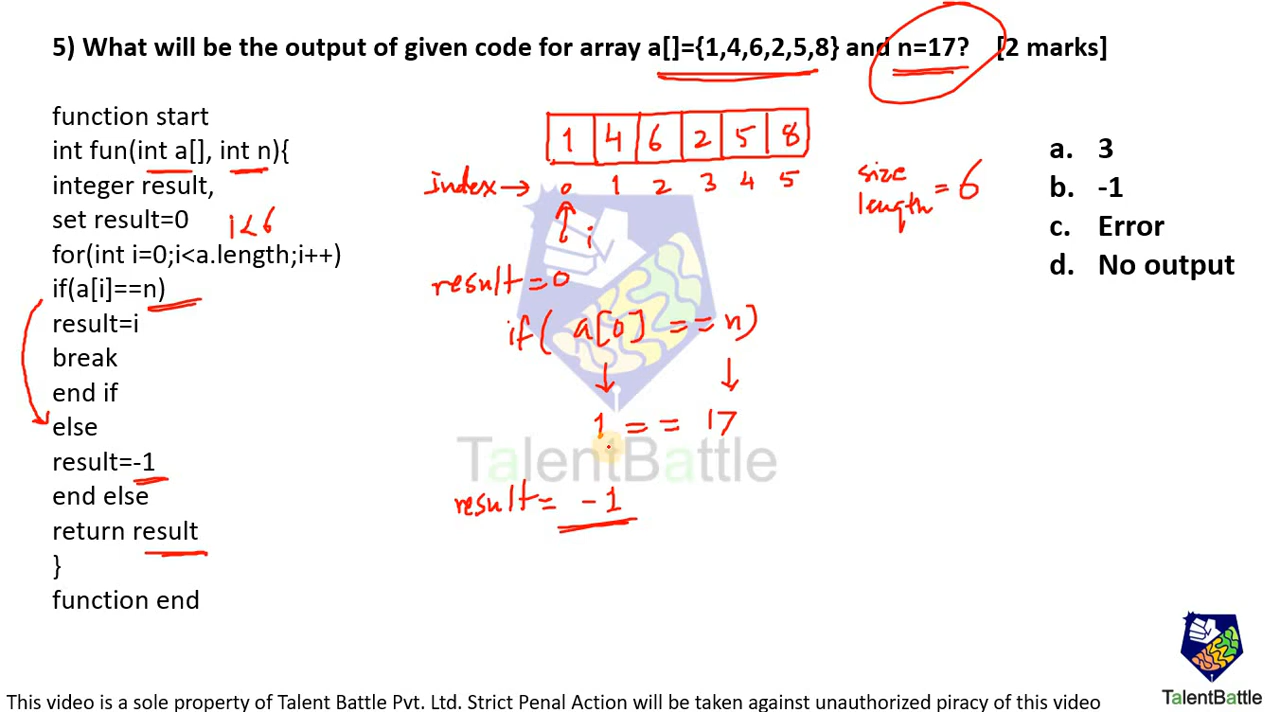 5) What will be the output of given code for array a[]={1,4,6,2,5,8} and n=17? [2 marks]
function start
int fun(int a[], int n){
integer result,
set result=0
for(int i=0;i<a.length;i++)
if(a[i]==n)
result=i
break
end if
else
result=-1
end else
return result
}
function end
1<6
1 4 6 2 5 8
index→ 0 1 2 3 4 5
i
result=0
if( a[0] ==n)
↓ ↓
1 == 17
result= -1
size
length = 6
a. 3
b. -1
c. Error
d. No output
TalentBattle
TalentBattle
This video is a sole property of Talent Battle Pvt. Ltd. Strict Penal Action will be taken against unauthorized piracy of this video